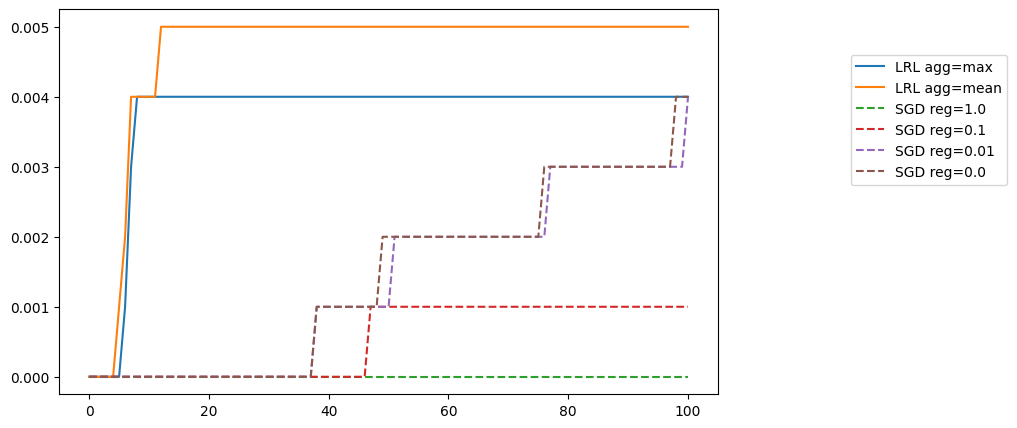 0.005
0.004
0.003
0.002
0.001
0.000
0 20 40 60 80 100
LRL agg=max
LRL agg=mean
SGD reg=1.0
SGD reg=0.1
SGD reg=0.01
SGD reg=0.0